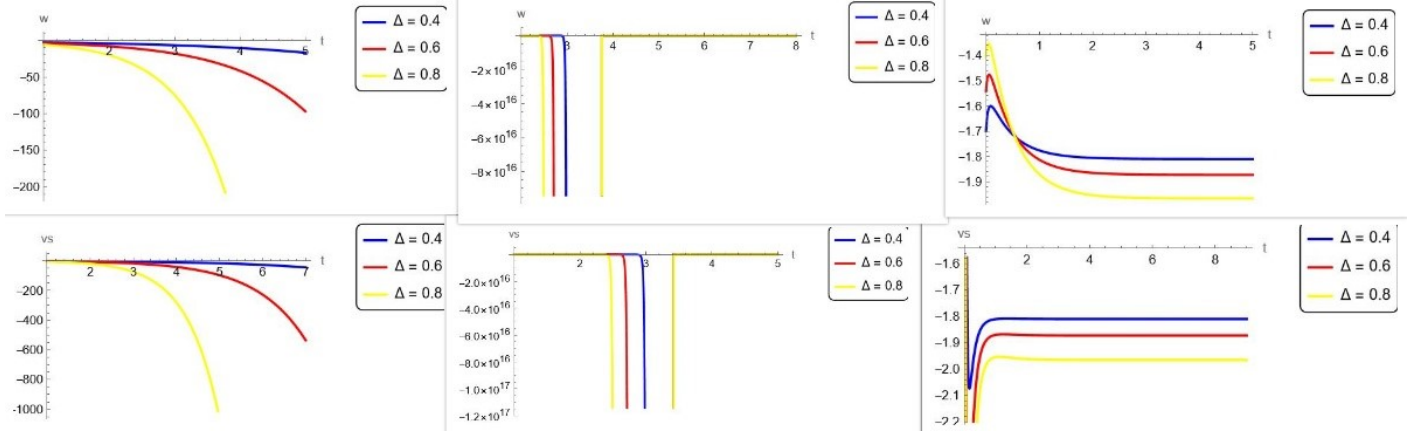 w
t
2
3
4
5
-50
-100
-150
-200
Δ = 0.4
Δ = 0.6
Δ = 0.8
w
t
3
4
5
6
7
8
-2×10^16
-4×10^16
-6×10^16
-8×10^16
Δ = 0.4
Δ = 0.6
Δ = 0.8
w
t
1
2
3
4
5
-1.4
-1.5
-1.6
-1.7
-1.8
-1.9
Δ = 0.4
Δ = 0.6
Δ = 0.8
vs
t
2
3
4
5
6
7
-200
-400
-600
-800
-1000
Δ = 0.4
Δ = 0.6
Δ = 0.8
vs
t
2
3
4
5
-2.0×10^16
-4.0×10^16
-6.0×10^16
-8.0×10^16
-1.0×10^17
-1.2×10^17
Δ = 0.4
Δ = 0.6
Δ = 0.8
vs
t
2
4
6
8
-1.6
-1.7
-1.8
-1.9
-2.0
-2.1
-2.2
Δ = 0.4
Δ = 0.6
Δ = 0.8